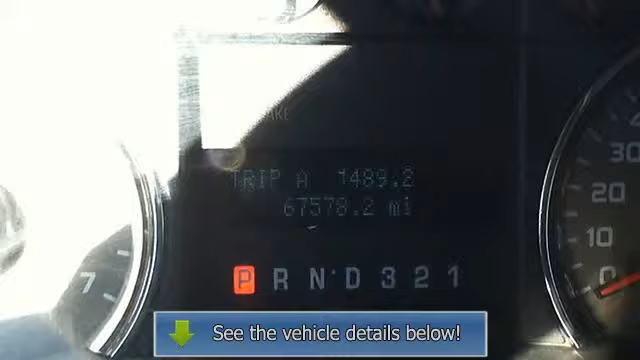 TRIP A 1489.2
67578.2 mi
P R N D 3 2 1
7
30
20
10
0
See the vehicle details below!